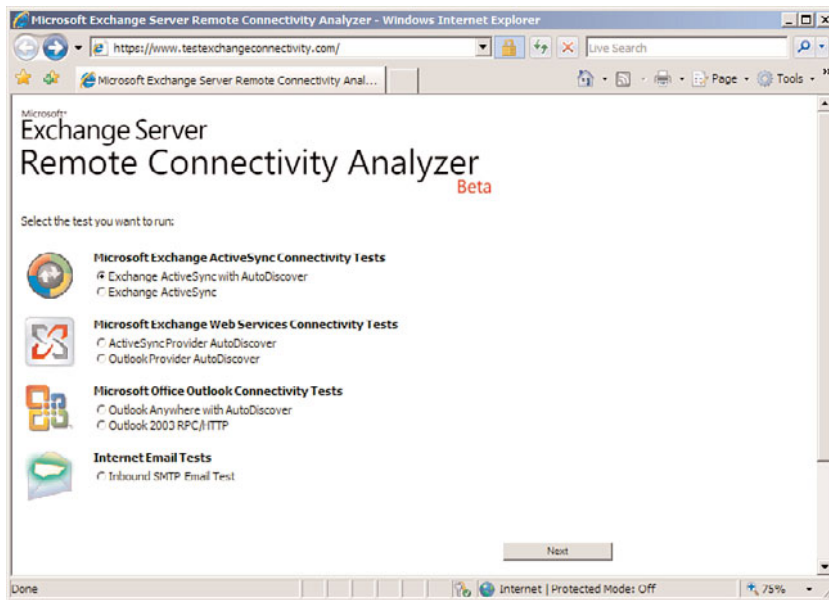 Microsoft Exchange Server Remote Connectivity Analyzer - Windows Internet Explorer
https://www.testexchangeconnectivity.com/
Live Search
Microsoft Exchange Server Remote Connectivity Anal...
Page
Tools
Microsoft®
Exchange Server
Remote Connectivity Analyzer
Beta
Select the test you want to run:
Microsoft Exchange ActiveSync Connectivity Tests
Exchange ActiveSync with AutoDiscover
Exchange ActiveSync
Microsoft Exchange Web Services Connectivity Tests
ActiveSync Provider AutoDiscover
Outlook Provider AutoDiscover
Microsoft Office Outlook Connectivity Tests
Outlook Anywhere with AutoDiscover
Outlook 2003 RPC/HTTP
Internet Email Tests
Inbound SMTP Email Test
Next
Done
Internet | Protected Mode: Off
75%